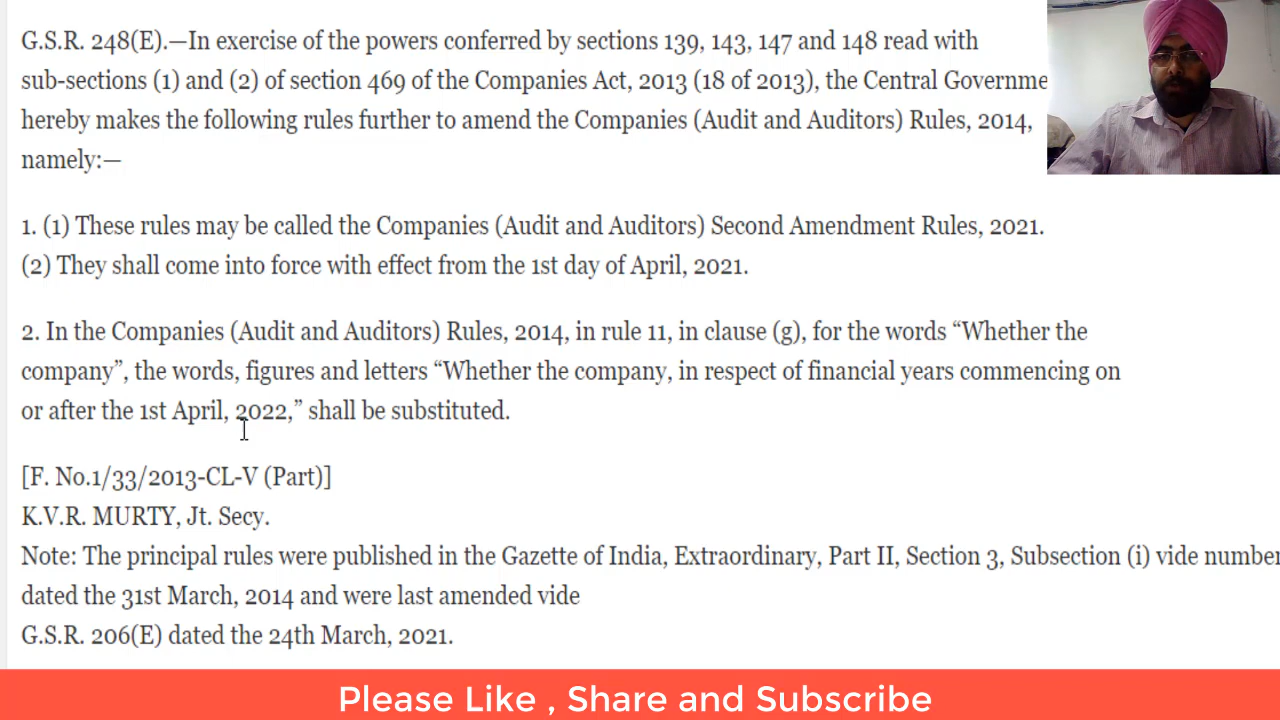 G.S.R. 248(E).—In exercise of the powers conferred by sections 139, 143, 147 and 148 read with
sub-sections (1) and (2) of section 469 of the Companies Act, 2013 (18 of 2013), the Central Governme
hereby makes the following rules further to amend the Companies (Audit and Auditors) Rules, 2014,
namely:—
1. (1) These rules may be called the Companies (Audit and Auditors) Second Amendment Rules, 2021.
(2) They shall come into force with effect from the 1st day of April, 2021.
2. In the Companies (Audit and Auditors) Rules, 2014, in rule 11, in clause (g), for the words “Whether the
company”, the words, figures and letters “Whether the company, in respect of financial years commencing on
or after the 1st April, 2022,” shall be substituted.
[F. No.1/33/2013-CL-V (Part)]
K.V.R. MURTY, Jt. Secy.
Note: The principal rules were published in the Gazette of India, Extraordinary, Part II, Section 3, Subsection (i) vide number
dated the 31st March, 2014 and were last amended vide
G.S.R. 206(E) dated the 24th March, 2021.
Please Like , Share and Subscribe